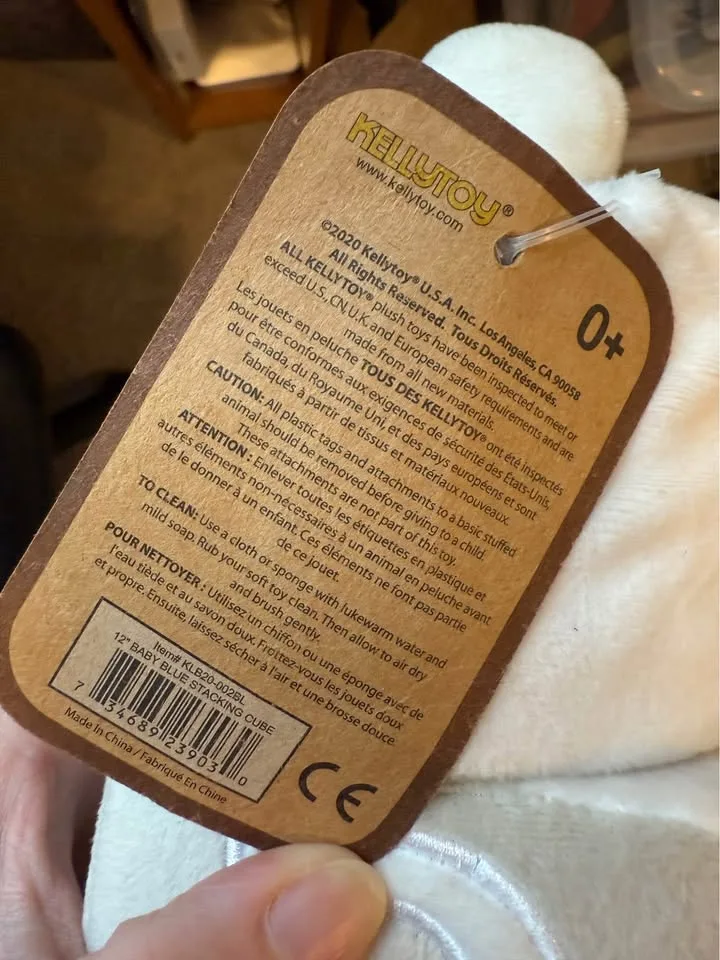 KELLYTOY®
www.kellytoy.com
0+
©2020 Kellytoy® U.S.A. Inc. Los Angeles, CA 90058
All Rights Reserved. Tous Droits Réservés.
ALL KELLYTOY® plush toys have been inspected to meet or
exceed U.S, CN, U.K and European safety requirements and are
made from all new materials.
Les jouets en peluche TOUS DES KELLYTOY® ont été inspectés
pour être conformes aux exigences de sécurité des États-Unis,
du Canada, du Royaume Uni, et des pays européens et sont
fabriqués à partir de tissus et matériaux nouveaux.
CAUTION: All plastic tags and attachments to a basic stuffed
animal should be removed before giving to a child.
These attachments are not part of this toy.
ATTENTION : Enlever toutes les étiquettes en plastique et
autres éléments non-nécessaires à un animal en peluche avant
de le donner à un enfant. Ces éléments ne font pas partie
de ce jouet.
TO CLEAN: Use a cloth or sponge with lukewarm water and
mild soap. Rub your soft toy clean. Then allow to air dry
and brush gently.
POUR NETTOYER : Utilisez un chiffon ou une éponge avec de
l'eau tiède et au savon doux. Frottez-vous les jouets doux
et propre. Ensuite, laissez sécher à l'air et une brosse douce
Item# KLB20-002BL
12" BABY BLUE STACKING CUBE
7 34689 23903 0
Made In China / Fabriqué En Chine
CE